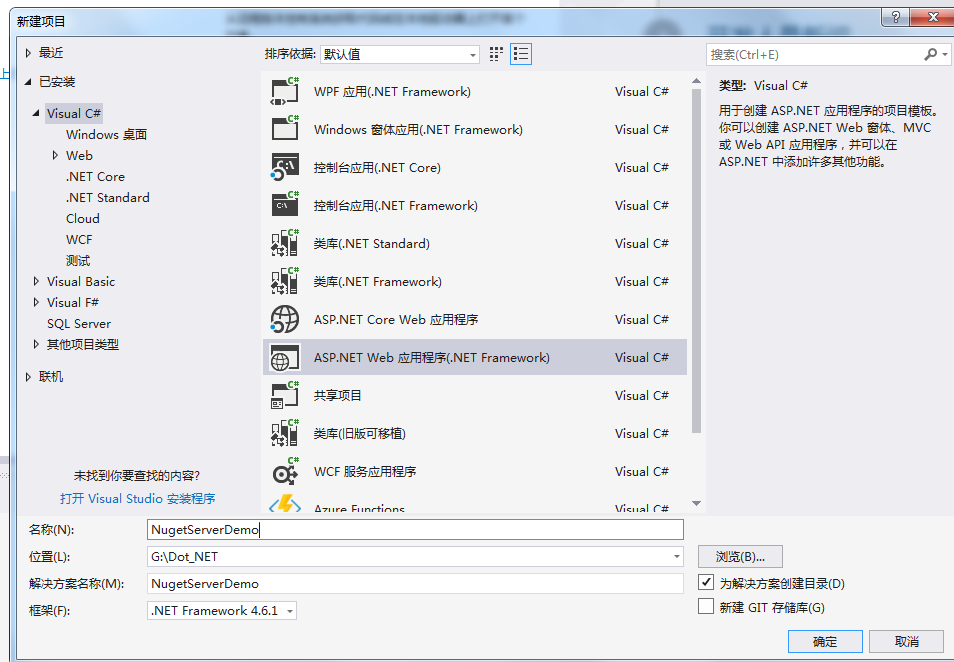 新建项目
最近
已安装
Visual C#
Windows 桌面
Web
.NET Core
.NET Standard
Cloud
WCF
测试
Visual Basic
Visual F#
SQL Server
其他项目类型
联机
未找到你要查找的内容?
打开 Visual Studio 安装程序
排序依据: 默认值
WPF 应用(.NET Framework) Visual C#
Windows 窗体应用(.NET Framework) Visual C#
控制台应用(.NET Core) Visual C#
控制台应用(.NET Framework) Visual C#
类库(.NET Standard) Visual C#
类库(.NET Framework) Visual C#
ASP.NET Core Web 应用程序 Visual C#
ASP.NET Web 应用程序(.NET Framework) Visual C#
共享项目 Visual C#
类库(旧版可移植) Visual C#
WCF 服务应用程序 Visual C#
Azure Functions Visual C#
搜索(Ctrl+E)
类型: Visual C#
用于创建 ASP.NET 应用程序的项目模板。
你可以创建 ASP.NET Web 窗体、MVC
或 Web API 应用程序，并可以在
ASP.NET 中添加许多其他功能。
名称(N): NugetServerDemo
位置(L): G:\Dot_NET 浏览(B)...
解决方案名称(M): NugetServerDemo 为解决方案创建目录(D)
框架(F): .NET Framework 4.6.1 新建 GIT 存储库(G)
确定 取消